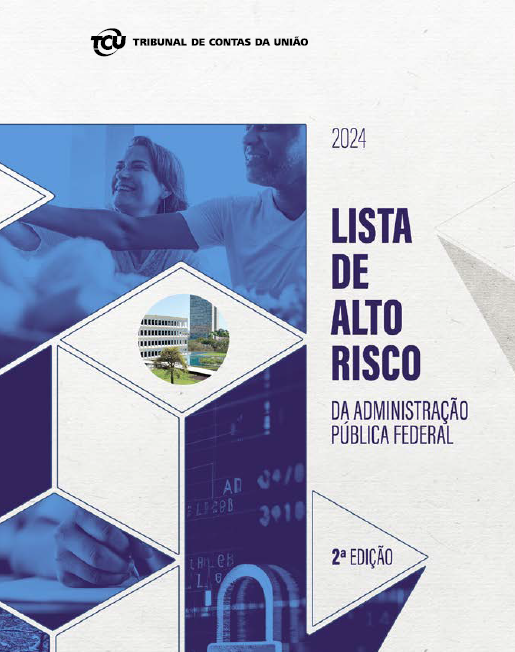 TCU TRIBUNAL DE CONTAS DA UNIÃO
2024
LISTA
DE
ALTO
RISCO
DA ADMINISTRAÇÃO
PÚBLICA FEDERAL
2ª EDIÇÃO